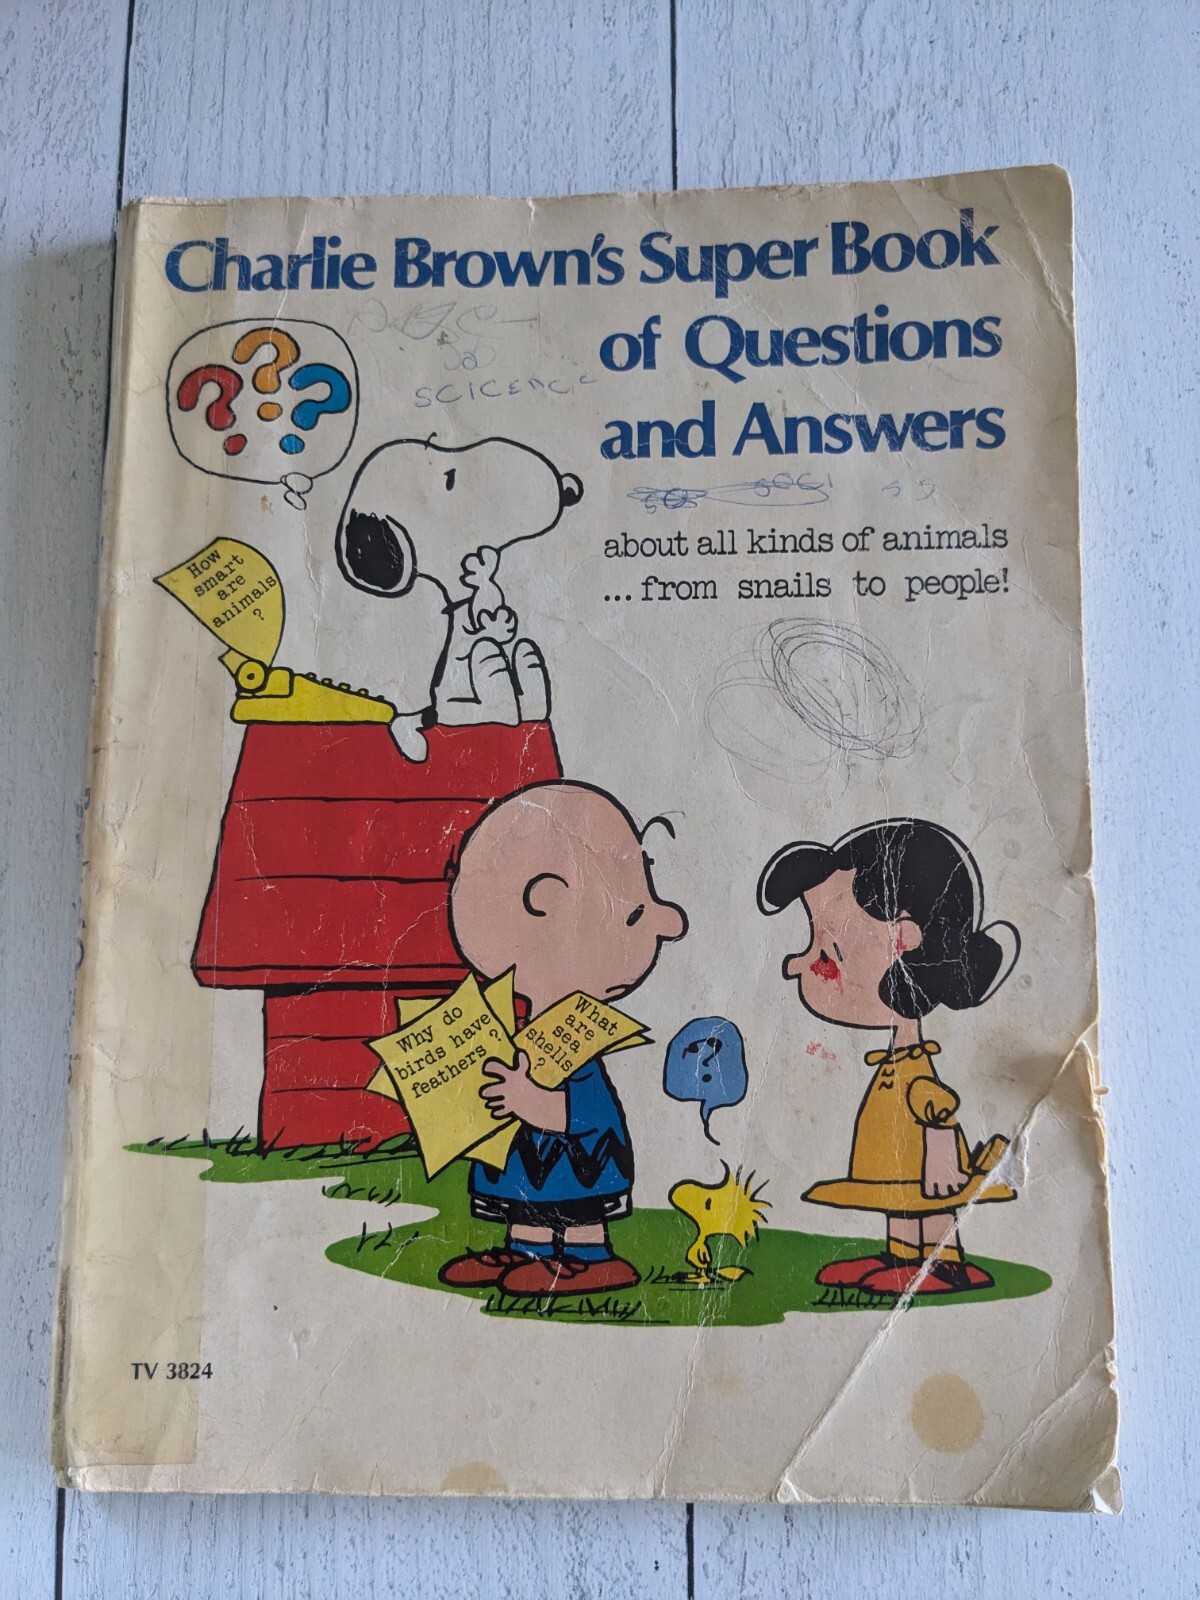 Charlie Brown's Super Book
of Questions
and Answers
SCICENCE
about all kinds of animals
... from snails to people!
???
How
smart
are
animals
?
Why do
birds have
feathers ?
What
are
sea
shells
?
?
TV 3824